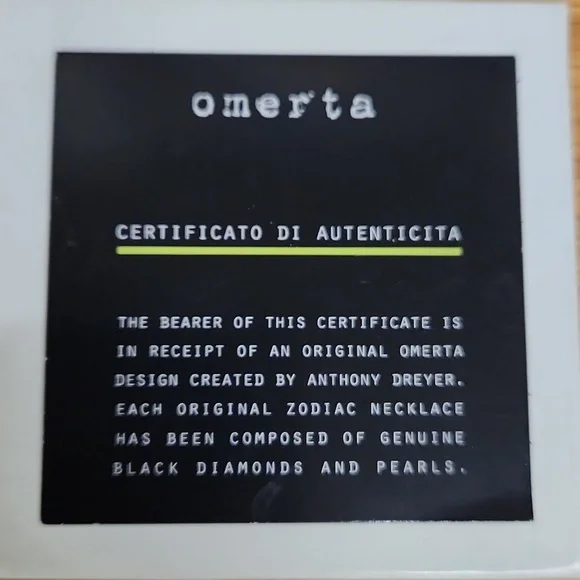 omerta
CERTIFICATO DI AUTENTICITA
THE BEARER OF THIS CERTIFICATE IS
IN RECEIPT OF AN ORIGINAL OMERTA
DESIGN CREATED BY ANTHONY DREYER.
EACH ORIGINAL ZODIAC NECKLACE
HAS BEEN COMPOSED OF GENUINE
BLACK DIAMONDS AND PEARLS.